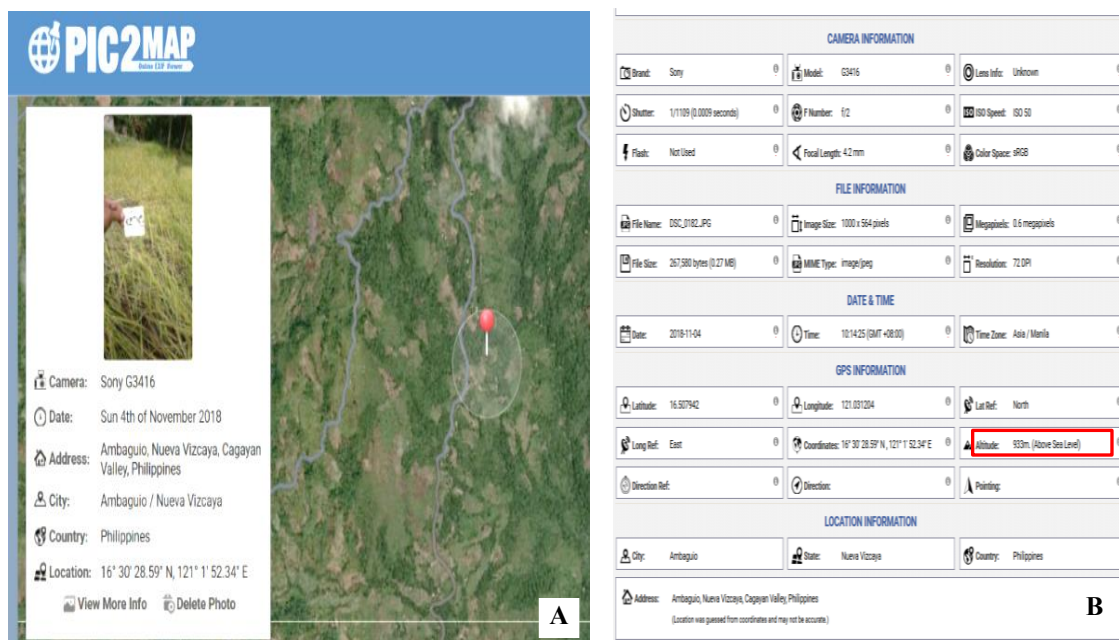 PIC2MAP
Online EXIF Viewer
Camera: Sony G3416
Date: Sun 4th of November 2018
Address: Ambaguio, Nueva Vizcaya, Cagayan
Valley, Philippines
City: Ambaguio / Nueva Vizcaya
Country: Philippines
Location: 16° 30' 28.59" N, 121° 1' 52.34" E
View More Info Delete Photo
A
CAMERA INFORMATION
Brand: Sony Model: G3416 Lens Info: Unknown
Shutter: 1/1109 (0.0009 seconds) F Number: f/2 ISO Speed: ISO 50
Flash: Not Used Focal Length: 4.2 mm Color Space: sRGB
FILE INFORMATION
File Name: DSC_0182.JPG Image Size: 1000 x 564 pixels Megapixels: 0.6 megapixels
File Size: 267,580 bytes (0.27 MB) MIME Type: image/jpeg Resolution: 72 DPI
DATE & TIME
Date: 2018-11-04 Time: 10:14:25 (GMT +08:00) Time Zone: Asia / Manila
GPS INFORMATION
Latitude: 16.507942 Longitude: 121.031204 Lat Ref: North
Long Ref: East Coordinates: 16° 30' 28.59" N, 121° 1' 52.34" E Altitude: 933m. (Above Sea Level)
Direction Ref: Direction: Pointing:
LOCATION INFORMATION
City: Ambaguio State: Nueva Vizcaya Country: Philippines
Address: Ambaguio, Nueva Vizcaya, Cagayan Valley, Philippines
(Location was guessed from coordinates and may not be accurate.)
B